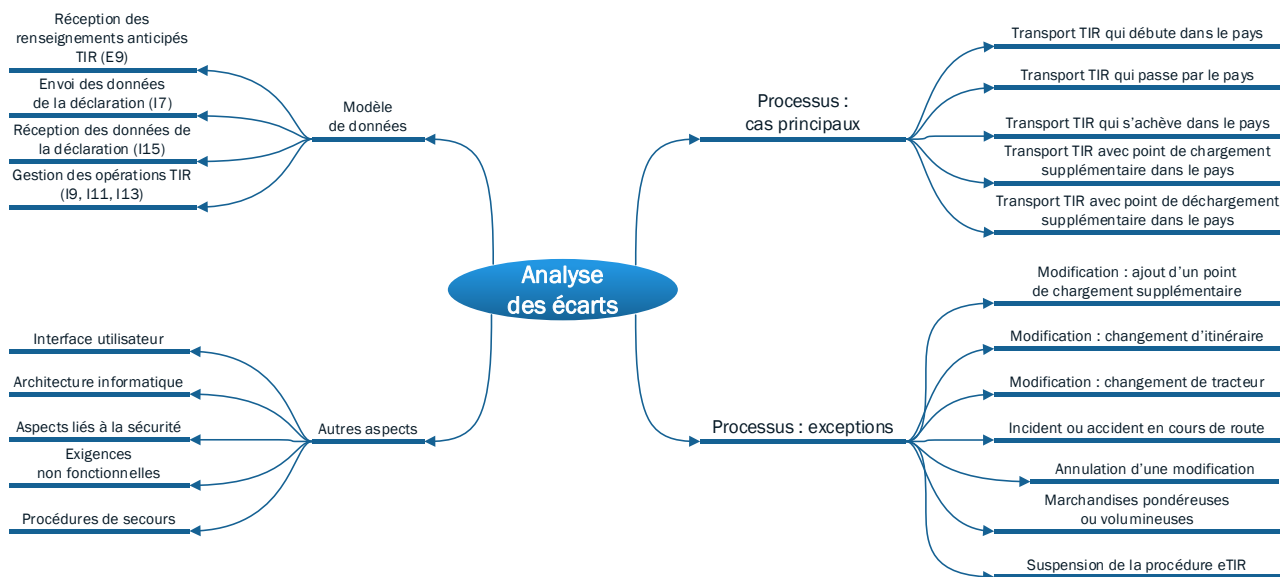 Réception des
renseignements anticipés
TIR (E9)
Envoi des données
de la déclaration (I7)
Réception des données de
la déclaration (I15)
Gestion des opérations TIR
(I9, I11, I13)
Modèle
de données
Processus :
cas principaux
Transport TIR qui débute dans le pays
Transport TIR qui passe par le pays
Transport TIR qui s'achève dans le pays
Transport TIR avec point de chargement
supplémentaire dans le pays
Transport TIR avec point de déchargement
supplémentaire dans le pays
Analyse
des écarts
Interface utilisateur
Architecture informatique
Aspects liés à la sécurité
Exigences
non fonctionnelles
Procédures de secours
Autres aspects
Processus : exceptions
Modification : ajout d'un point
de chargement supplémentaire
Modification : changement d'itinéraire
Modification : changement de tracteur
Incident ou accident en cours de route
Annulation d'une modification
Marchandises pondéreuses
ou volumineuses
Suspension de la procédure eTIR